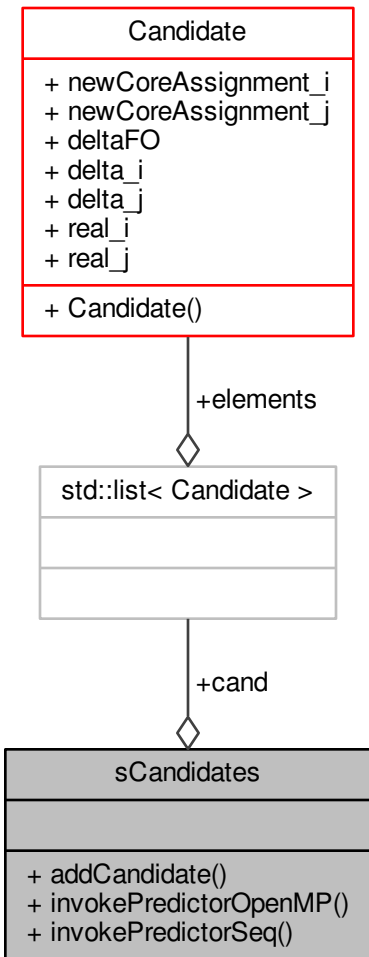 Candidate
+ newCoreAssignment_i
+ newCoreAssignment_j
+ deltaFO
+ delta_i
+ delta_j
+ real_i
+ real_j
+ Candidate()
+elements
std::list< Candidate >
+cand
sCandidates
+ addCandidate()
+ invokePredictorOpenMP()
+ invokePredictorSeq()